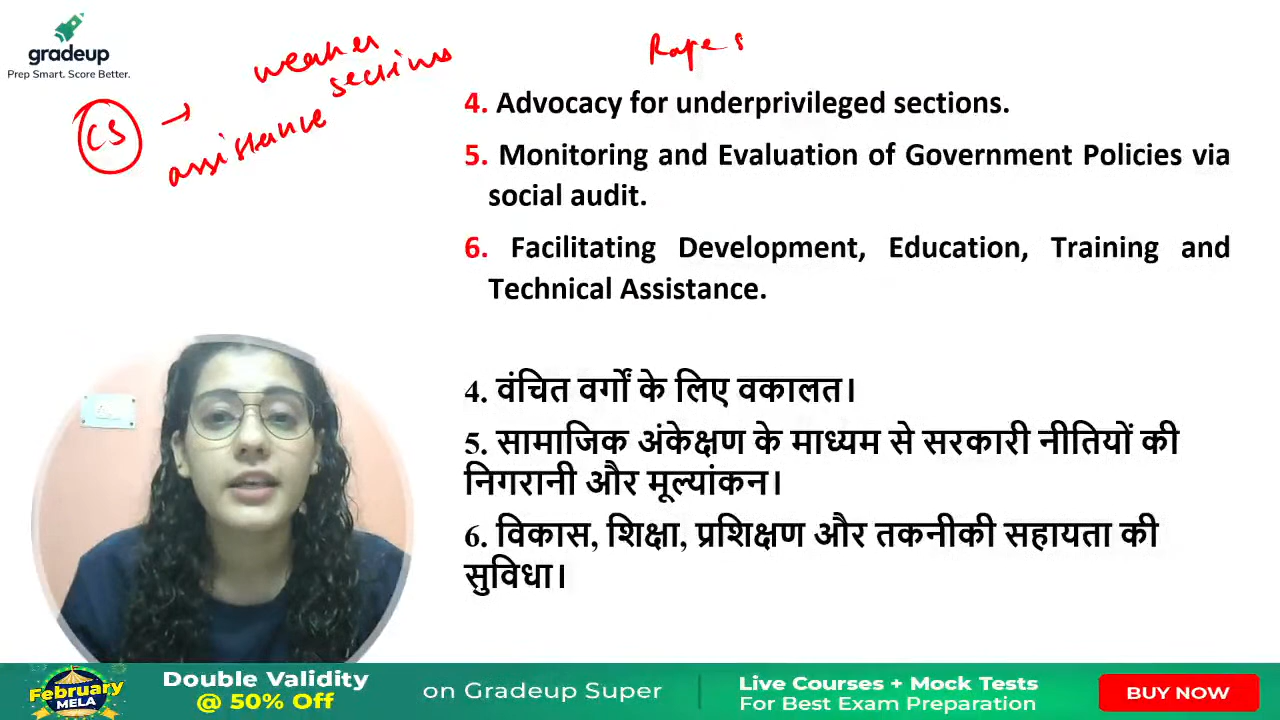 gradeup
Prep Smart. Score Better.
CS →
weaker
sections
assistance
Rapes
4. Advocacy for underprivileged sections.
5. Monitoring and Evaluation of Government Policies via
social audit.
6. Facilitating Development, Education, Training and
Technical Assistance.
4. वंचित वर्गों के लिए वकालत।
5. सामाजिक अंकेक्षण के माध्यम से सरकारी नीतियों की
निगरानी और मूल्यांकन।
6. विकास, शिक्षा, प्रशिक्षण और तकनीकी सहायता की
सुविधा।
February
MELA
Double Validity
@ 50% Off
on Gradeup Super
Live Courses + Mock Tests
For Best Exam Preparation
BUY NOW